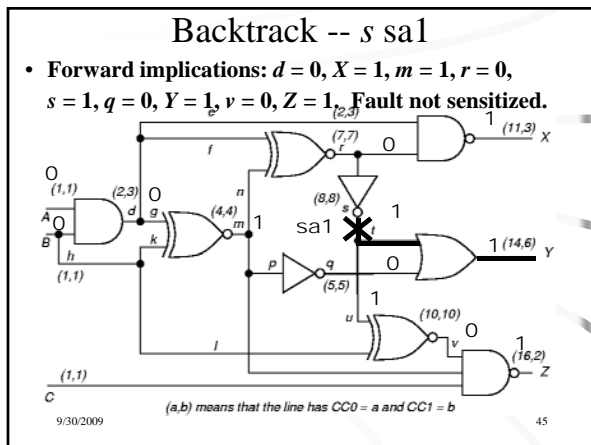 Backtrack -- s sa1
• Forward implications: d = 0, X = 1, m = 1, r = 0,
s = 1, q = 0, Y = 1, v = 0, Z = 1. Fault not sensitized.
e
(2,3)
1
(11,3)
X
f
(7,7)
r
0
0
(1,1)
(2,3)
0
n
A
d
g
(4,4)
1
(8,8)
s
1
B
0
m
sa1
t
h
k
1
(14,6)
Y
(1,1)
p
q
0
(5,5)
1
(10,10)
0
1
u
v
(16,2)
l
Z
(1,1)
C
(a,b) means that the line has CC0 = a and CC1 = b
9/30/2009
45